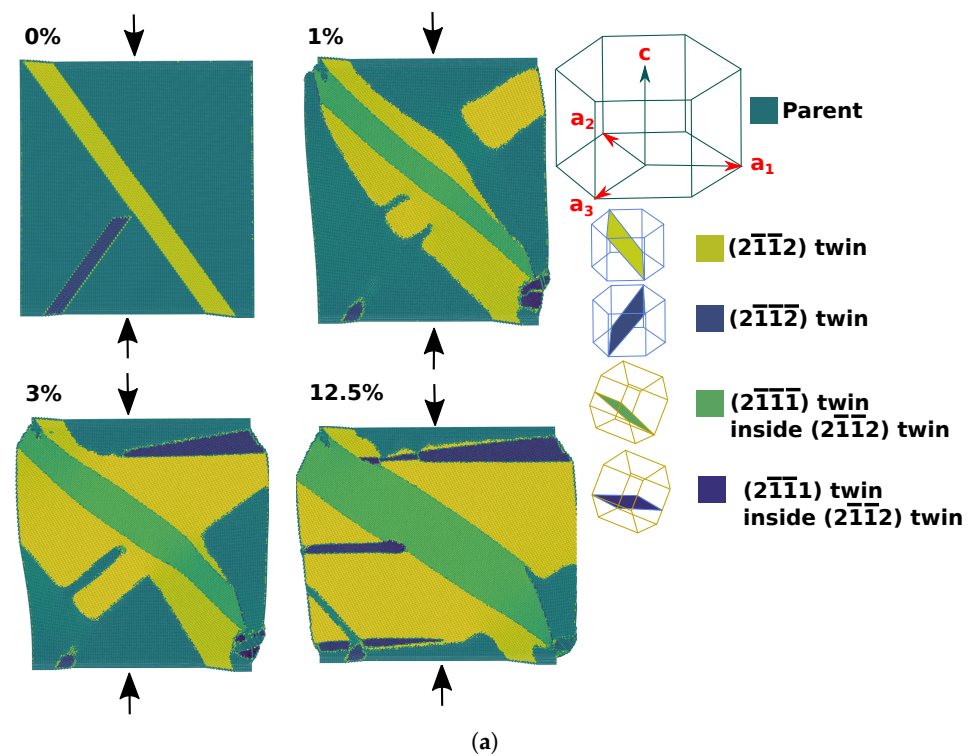 0%
1%
c
a₂
a₁
a₃
Parent
(21̅1̅2) twin
(21̅1̅2̅) twin
3%
12.5%
(21̅1̅1̅) twin
inside (21̅1̅2) twin
(21̅1̅1) twin
inside (21̅1̅2) twin
(a)